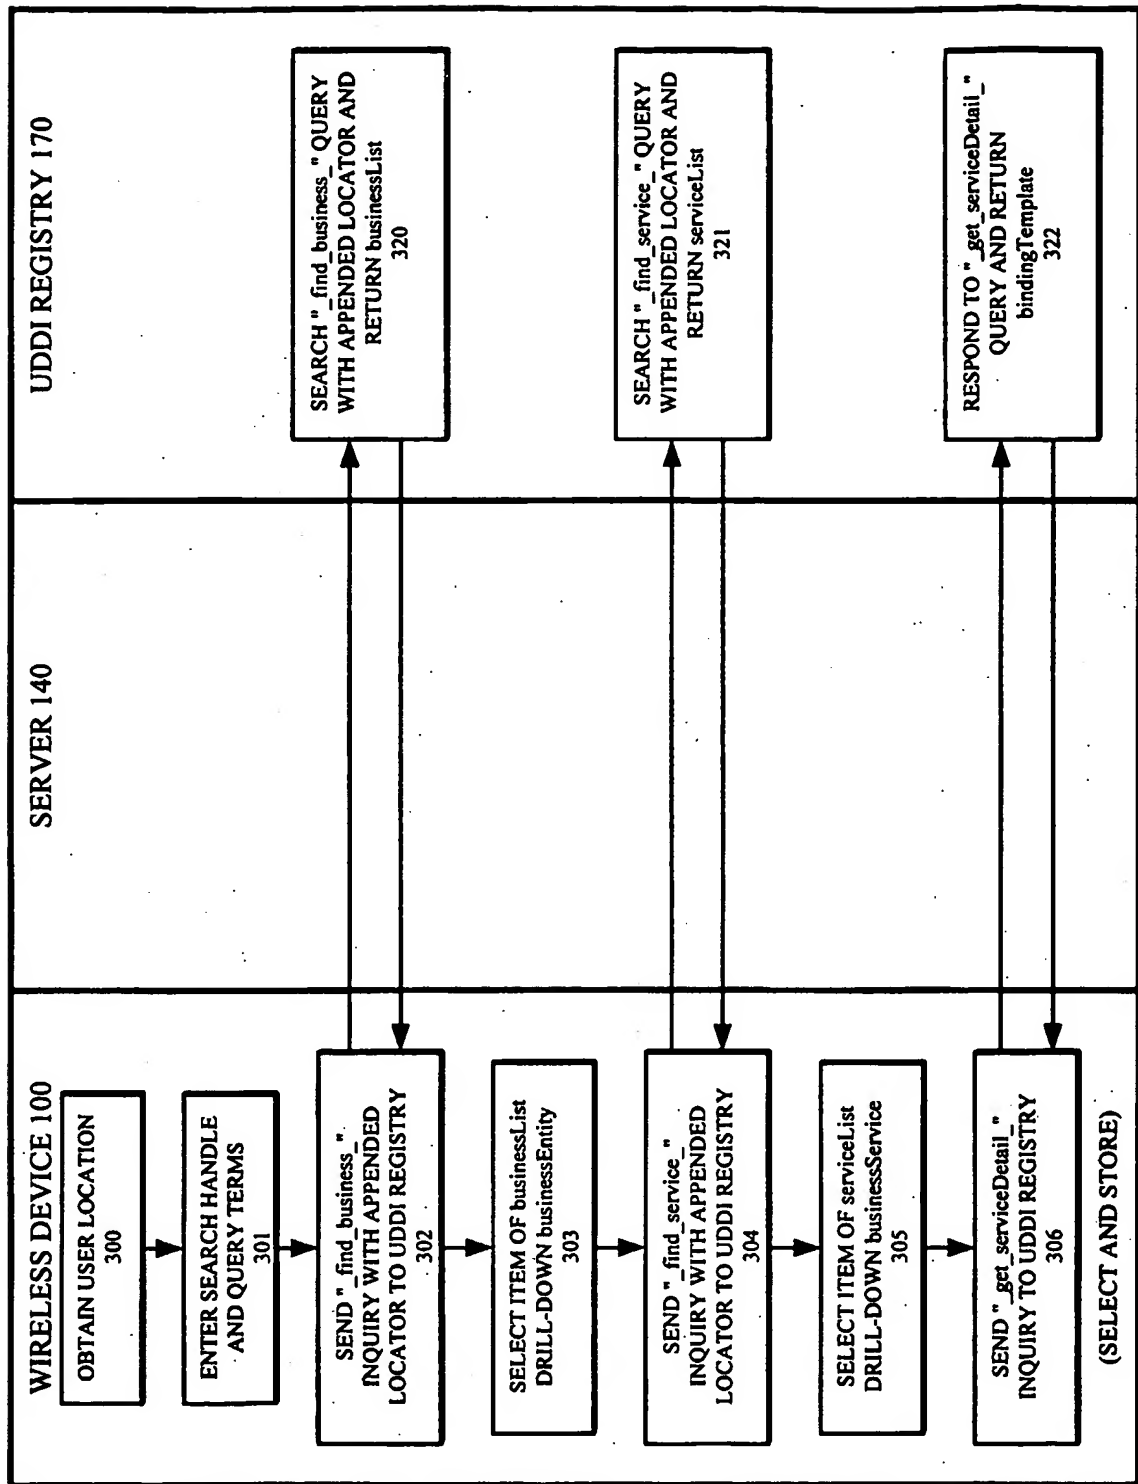 WIRELESS DEVICE 100
OBTAIN USER LOCATION
300
ENTER SEARCH HANDLE
AND QUERY TERMS
301
SEND "_find_business_"
INQUIRY WITH APPENDED
LOCATOR TO UDDI REGISTRY
302
SELECT ITEM OF businessList
DRILL-DOWN businessEntity
303
SEND "_find_service_"
INQUIRY WITH APPENDED
LOCATOR TO UDDI REGISTRY
304
SELECT ITEM OF serviceList
DRILL-DOWN businessService
305
SEND "_get_serviceDetail_"
INQUIRY TO UDDI REGISTRY
306
(SELECT AND STORE)
SERVER 140
UDDI REGISTRY 170
SEARCH "_find_business_" QUERY
WITH APPENDED LOCATOR AND
RETURN businessList
320
SEARCH "_find_service_" QUERY
WITH APPENDED LOCATOR AND
RETURN serviceList
321
RESPOND TO "_get_serviceDetail_"
QUERY AND RETURN
bindingTemplate
322